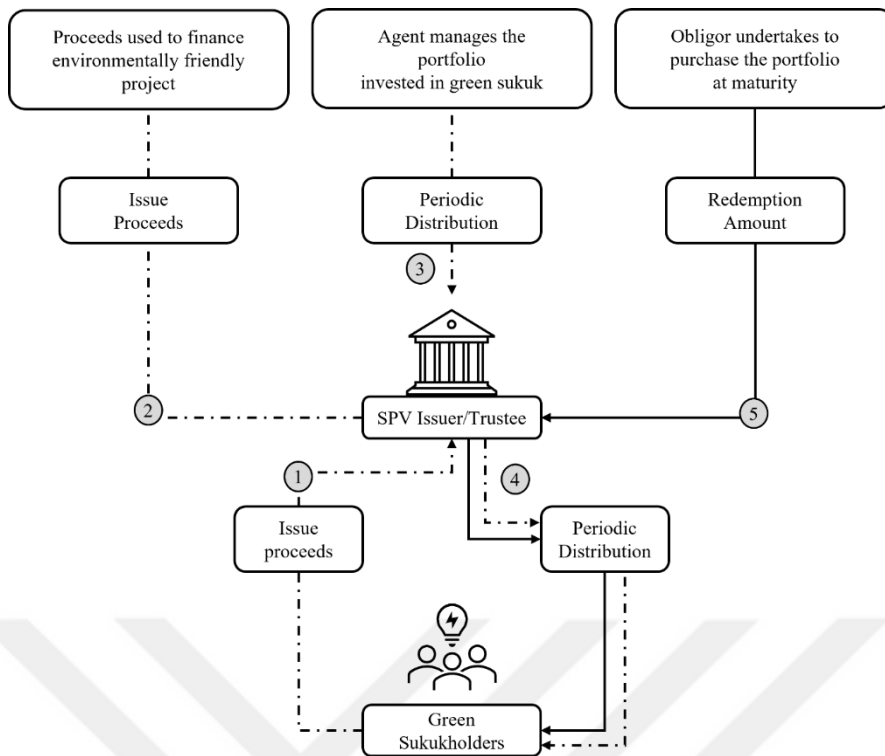 Proceeds used to finance
environmentally friendly
project
Agent manages the
portfolio
invested in green sukuk
Obligor undertakes to
purchase the portfolio
at maturity
Issue
Proceeds
Periodic
Distribution
Redemption
Amount
3
2
SPV Issuer/Trustee
5
1
4
Issue
proceeds
Periodic
Distribution
Green
Sukukholders